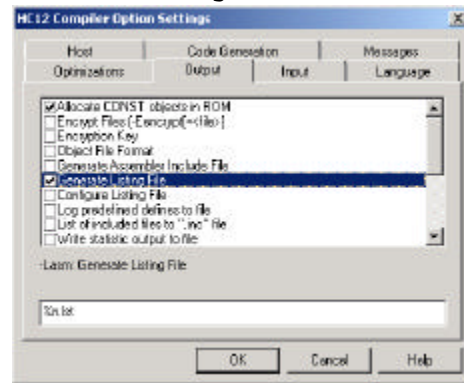 HC12 Compiler Option Settings
Host Code Generation Messages
Optimizations Output Input Language
Allocate CONST objects in ROM
Encrypt Files (-Eencrypt[=<file>]
Encryption Key
Object File Format
Generate Assembler Include File
Generate Listing File
Configure Listing File
Log predefined defines to file
List of included files to ".inc" file
Write statistic output to file
-Lasm: Generate Listing File
%n.lst
OK Cancel Help